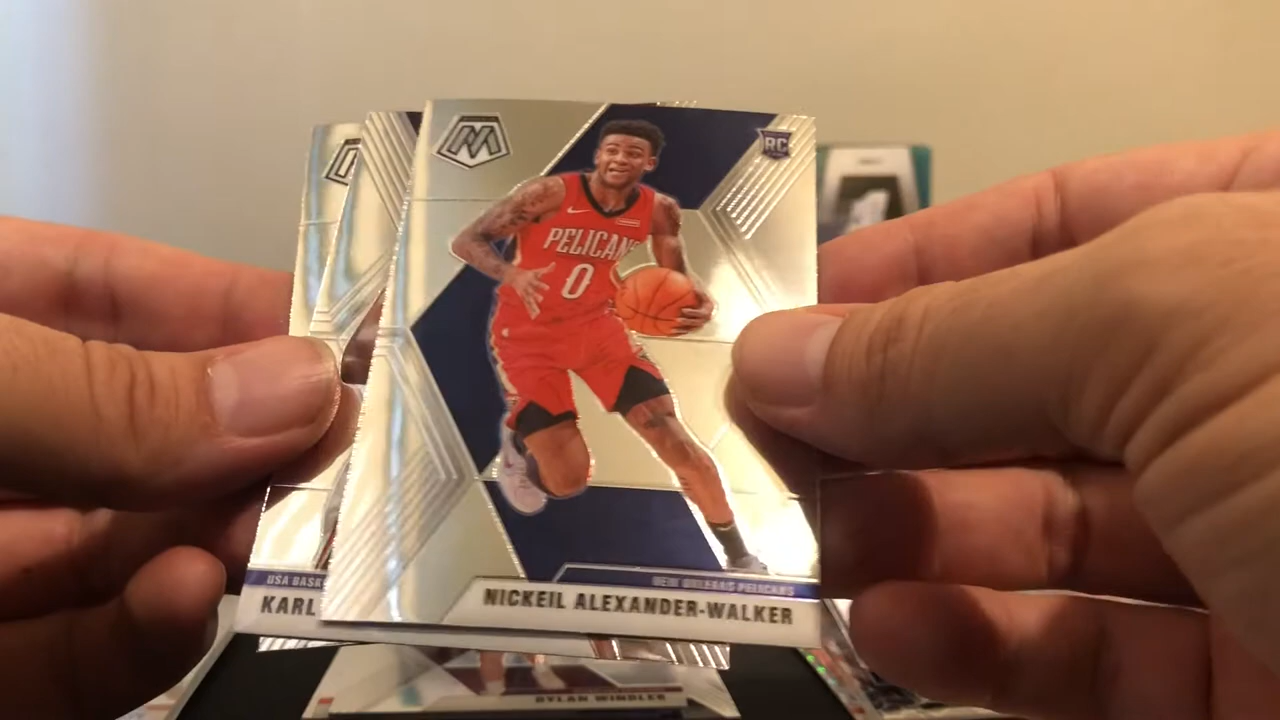 RC
PELICANS
0
NEW ORLEANS PELICANS
NICKEIL ALEXANDER-WALKER
USA BASK
KARL
DYLAN WINDLER